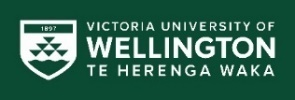 1897
VICTORIA UNIVERSITY OF
WELLINGTON
TE HERENGA WAKA